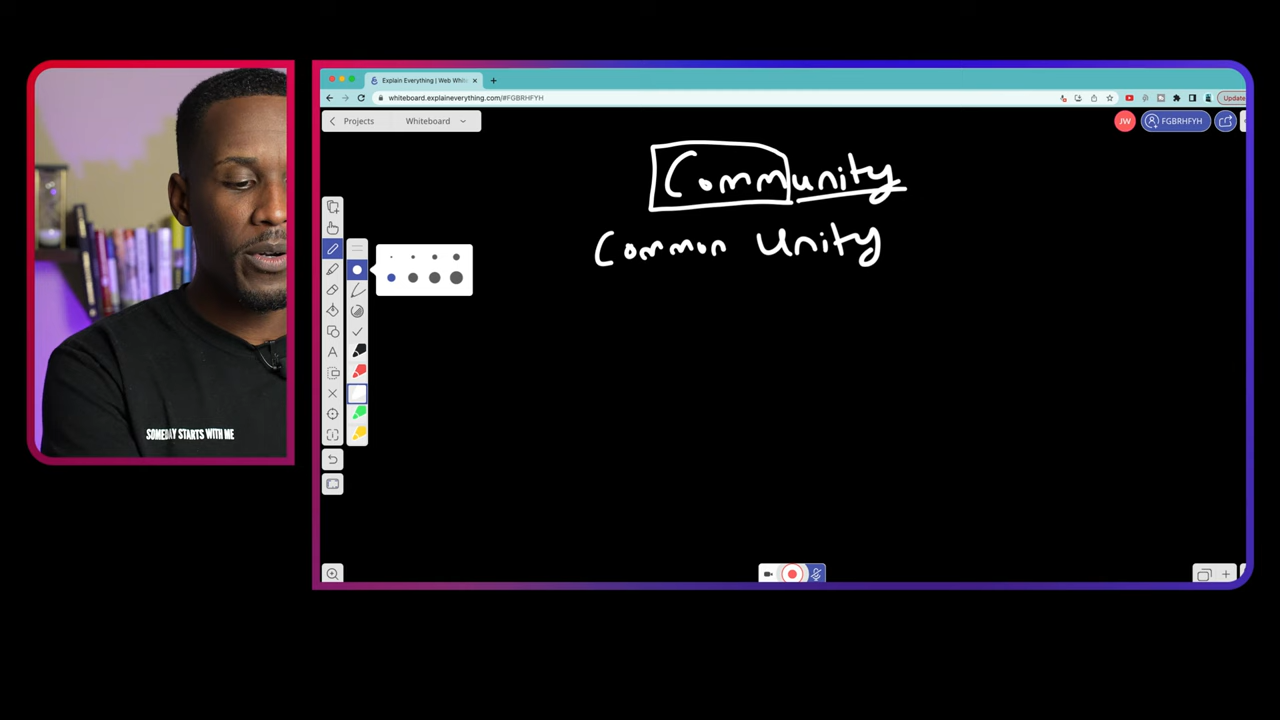 Explain Everything | Web Whit
whiteboard.explaineverything.com/#FGBRHFYH
Update
Projects
Whiteboard
JW
FGBRHFYH
Community
Common Unity
A
SOMEDAY STARTS WITH ME